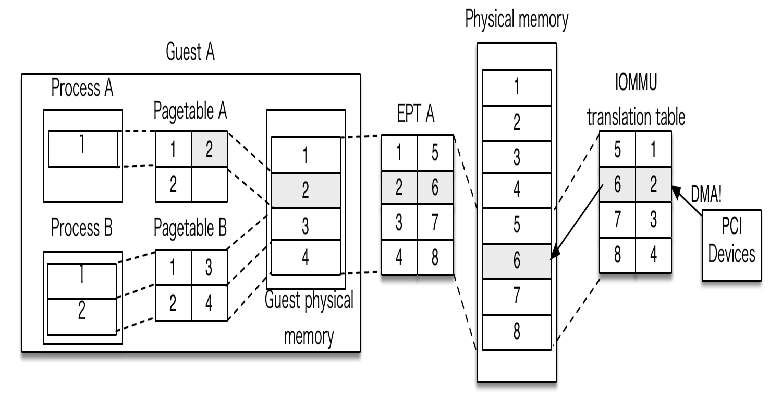 Physical memory
Guest A
Process A
1
Pagetable A
1 2
2
Process B
1
2
Pagetable B
1 3
2 4
1
2
3
4
Guest physical
memory
EPT A
1 5
2 6
3 7
4 8
1
2
3
4
5
6
7
8
IOMMU
translation table
5 1
6 2
7 3
8 4
DMA!
PCI
Devices